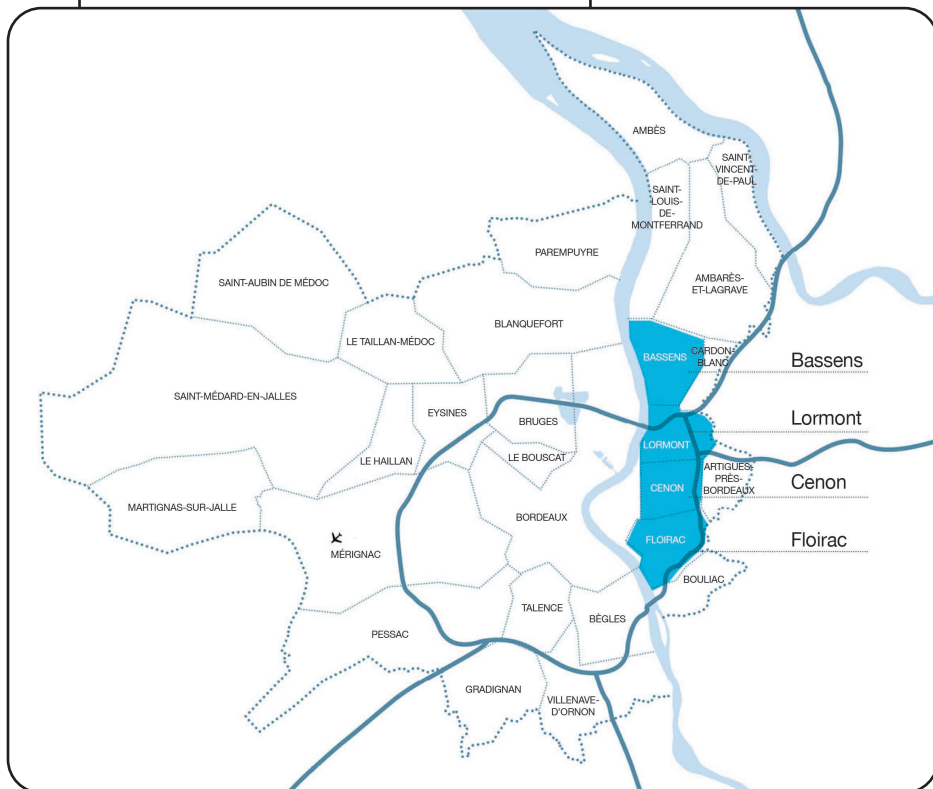 AMBÈS
SAINT-
VINCENT-
DE-PAUL
SAINT-
LOUIS-
DE-
MONTFERRAND
PAREMPUYRE
SAINT-AUBIN DE MÉDOC
AMBARÈS-
ET-LAGRAVE
BLANQUEFORT
LE TAILLAN-MÉDOC
BASSENS
CARDON-
BLANC
Bassens
SAINT-MÉDARD-EN-JALLES
EYSINES
BRUGES
Lormont
LORMONT
LE HAILLAN
LE BOUSCAT
ARTIGUES-
PRÈS-
BORDEAUX
CENON
Cenon
MARTIGNAS-SUR-JALLE
BORDEAUX
FLOIRAC
Floirac
MÉRIGNAC
BOULIAC
TALENCE
BÈGLES
PESSAC
GRADIGNAN
VILLENAVE-
D'ORNON